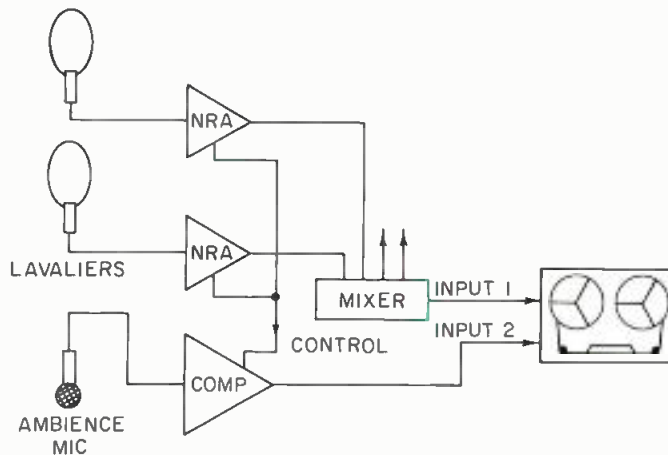 NRA
NRA
LAVALIERS
MIXER
INPUT 1
INPUT 2
CONTROL
COMP
AMBIENCE
MIC